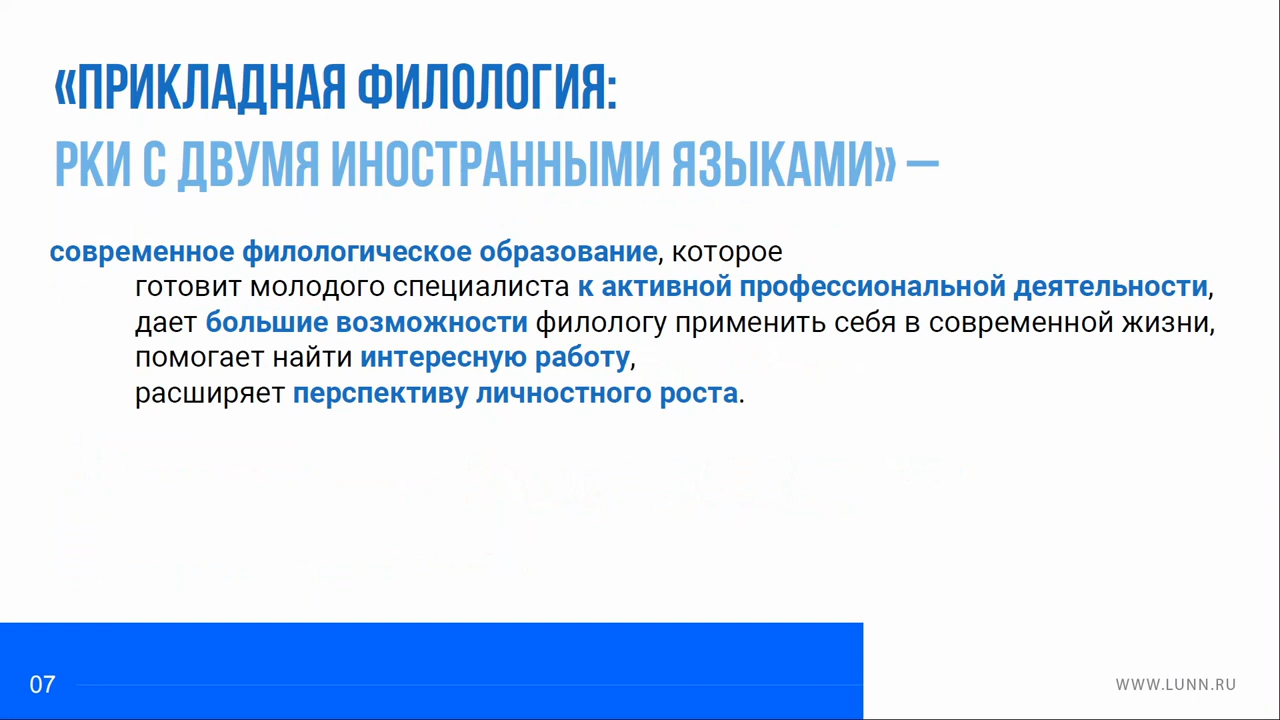 «ПРИКЛАДНАЯ ФИЛОЛОГИЯ:
РКИ С ДВУМЯ ИНОСТРАННЫМИ ЯЗЫКАМИ» –
современное филологическое образование, которое
готовит молодого специалиста к активной профессиональной деятельности,
дает большие возможности филологу применить себя в современной жизни,
помогает найти интересную работу,
расширяет перспективу личностного роста.
07
WWW.LUNN.RU